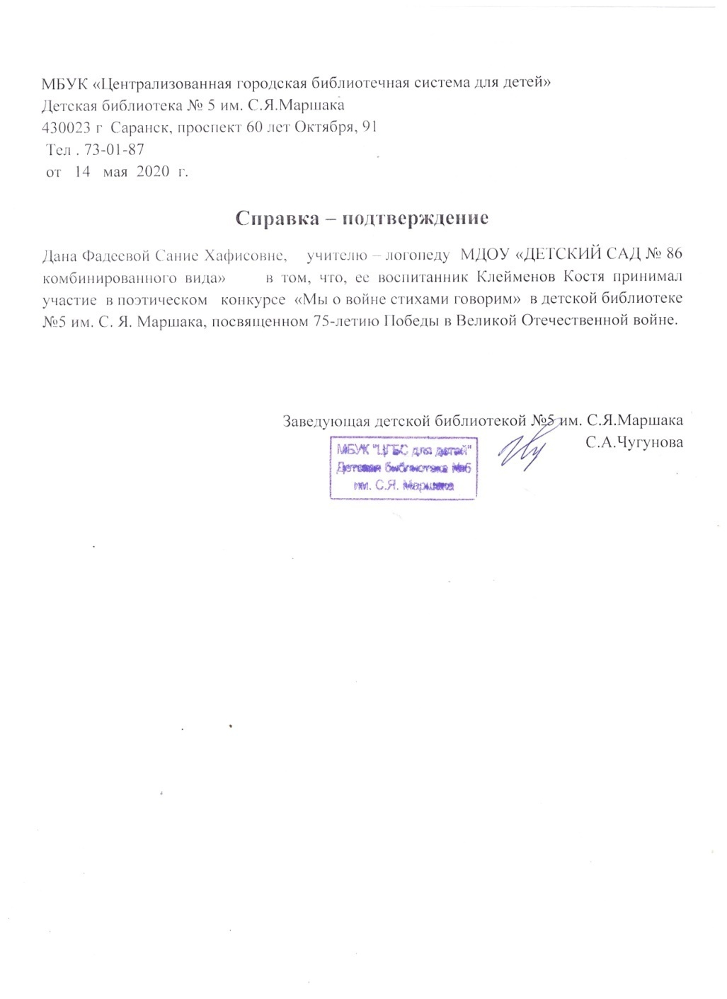 МБУК «Централизованная городская библиотечная система для детей»
Детская библиотека № 5 им. С.Я.Маршака
430023 г Саранск, проспект 60 лет Октября, 91
Тел . 73-01-87
от 14 мая 2020 г.
Справка – подтверждение
Дана Фадеевой Сание Хафисовне, учителю – логопеду МДОУ «ДЕТСКИЙ САД № 86
комбинированного вида» в том, что, ее воспитанник Клейменов Костя принимал
участие в поэтическом конкурсе «Мы о войне стихами говорим» в детской библиотеке
№5 им. С. Я. Маршака, посвященном 75-летию Победы в Великой Отечественной войне.
Заведующая детской библиотекой №5 им. С.Я.Маршака
С.А.Чугунова
МБУК "ЦГБС для детей"
Детская библиотека №5
им. С.Я. Маршака